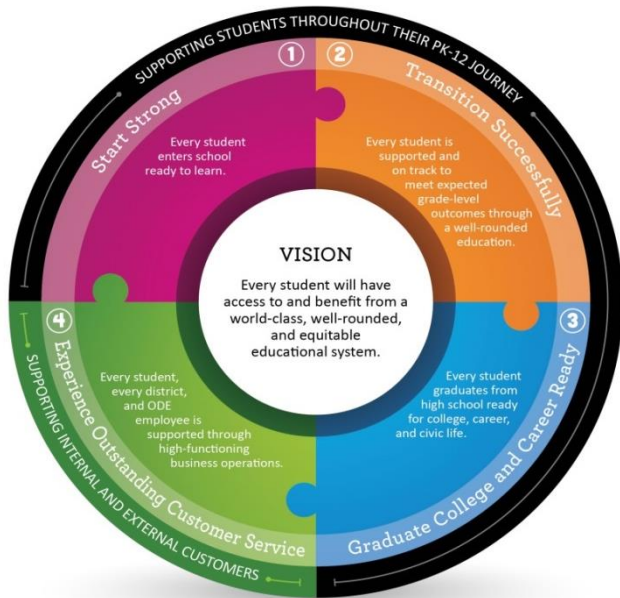 SUPPORTING STUDENTS THROUGHOUT THEIR PK-12 JOURNEY
1
Start Strong
Every student
enters school
ready to learn.
2
Transition Successfully
Every student is
supported and
on track to
meet expected
grade-level
outcomes through
a well-rounded
education.
VISION
Every student will have
access to and benefit from a
world-class, well-rounded,
and equitable
educational system.
3
Graduate College and Career Ready
Every student
graduates from
high school ready
for college, career,
and civic life.
4
Experience Outstanding Customer Service
Every student,
every district,
and ODE
employee is
supported through
high-functioning
business operations.
SUPPORTING INTERNAL AND EXTERNAL CUSTOMERS